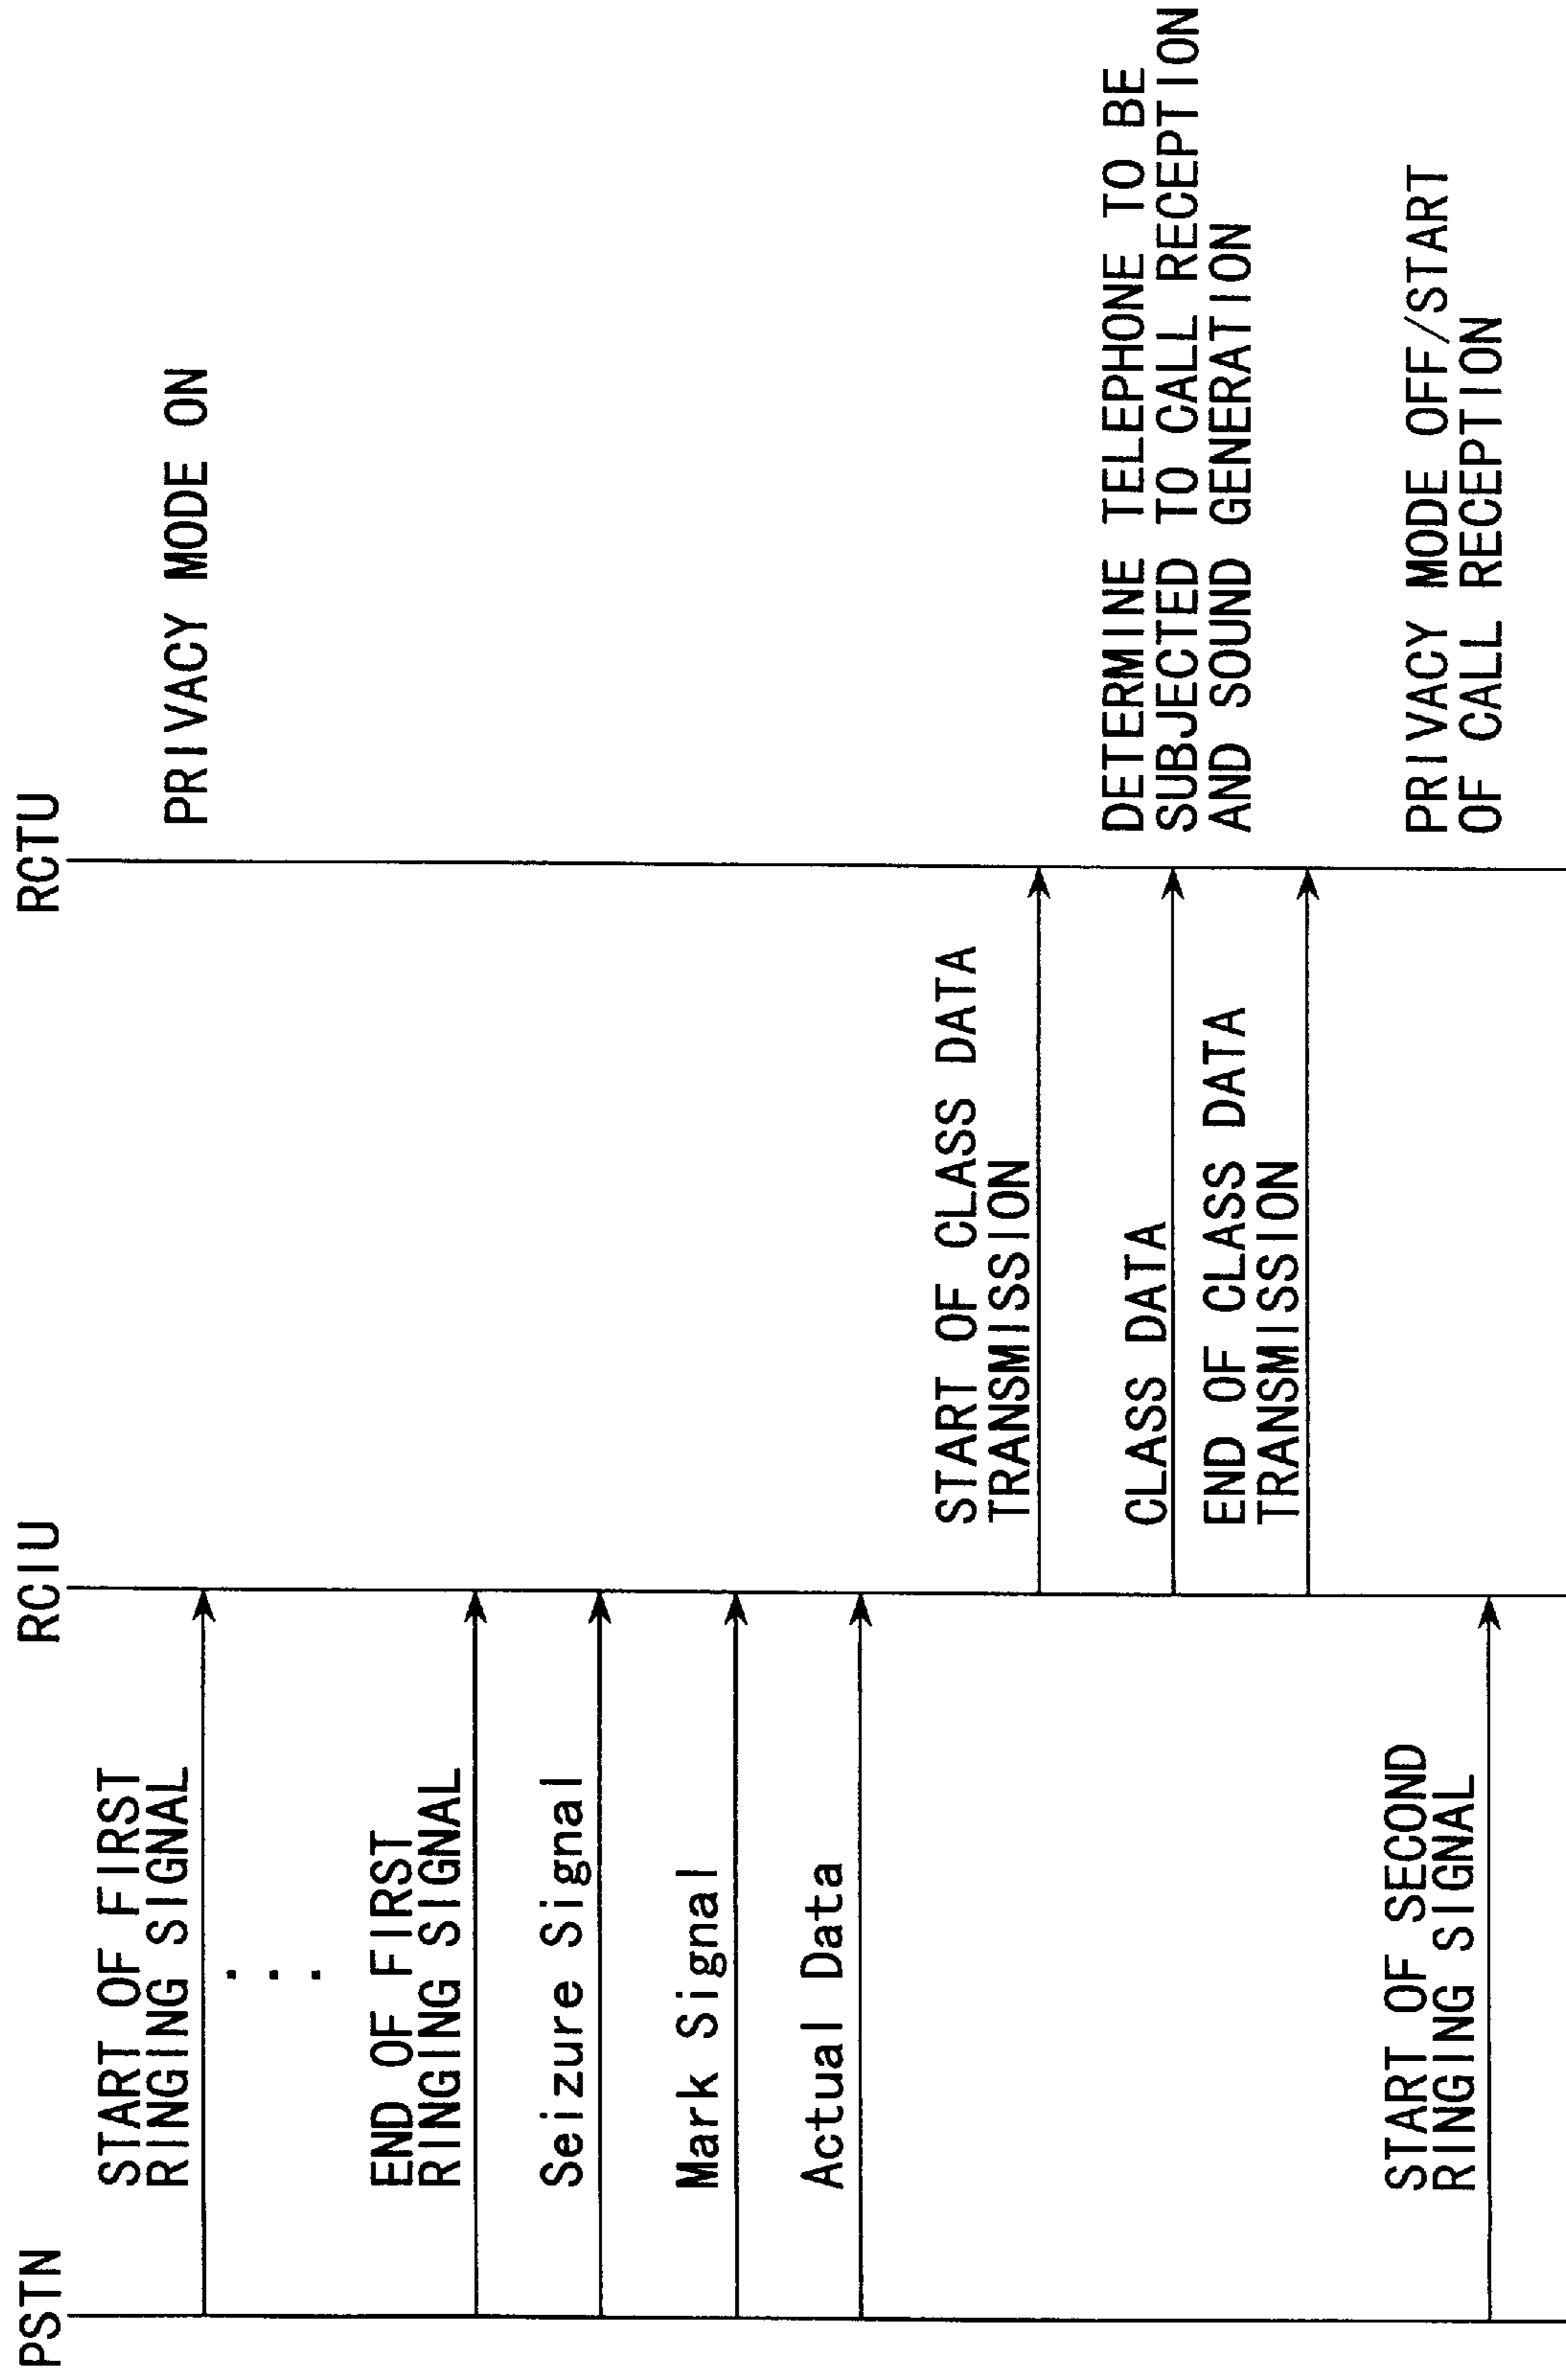 PSTN
RCIU
RCTU
START OF FIRST
RINGING SIGNAL
PRIVACY MODE ON
END OF FIRST
RINGING SIGNAL
Seizure Signal
Mark Signal
Actual Data
START OF CLASS DATA
TRANSMISSION
CLASS DATA
DETERMINE TELEPHONE TO BE
SUBJECTED TO CALL RECEPTION
AND SOUND GENERATION
END OF CLASS DATA
TRANSMISSION
START OF SECOND
RINGING SIGNAL
PRIVACY MODE OFF/START
OF CALL RECEPTION